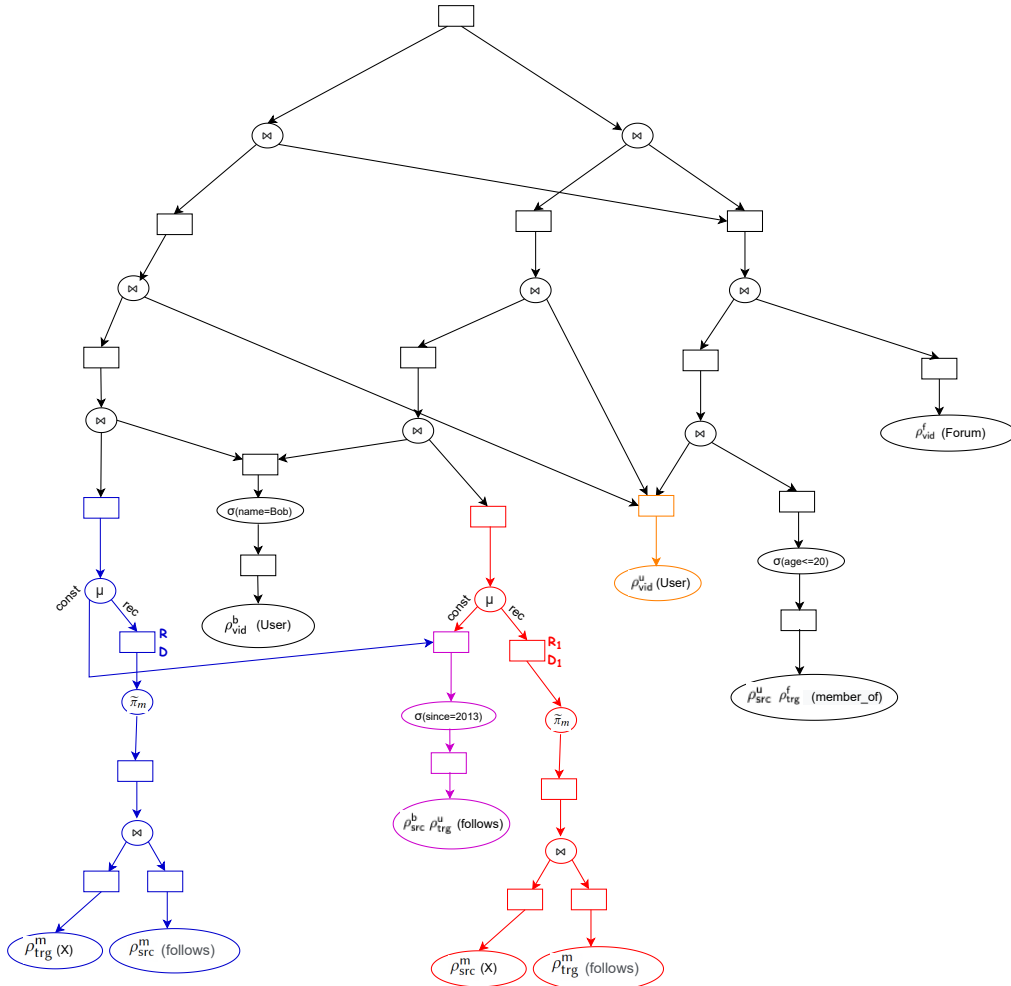 ⋈ ⋈
⋈ ⋈ ⋈
⋈ ⋈ ⋈
ρ^f_vid (Forum)
σ(name=Bob)
σ(age<=20)
const μ rec
ρ^b_vid (User)
const μ rec
ρ^u_vid (User)
R
D
R₁
D₁
π̃_m
σ(since=2013)
π̃_m
ρ^u_src ρ^f_trg (member_of)
ρ^b_src ρ^u_trg (follows)
⋈
⋈
ρ^m_trg (X) ρ^m_src (follows)
ρ^m_src (X) ρ^m_trg (follows)